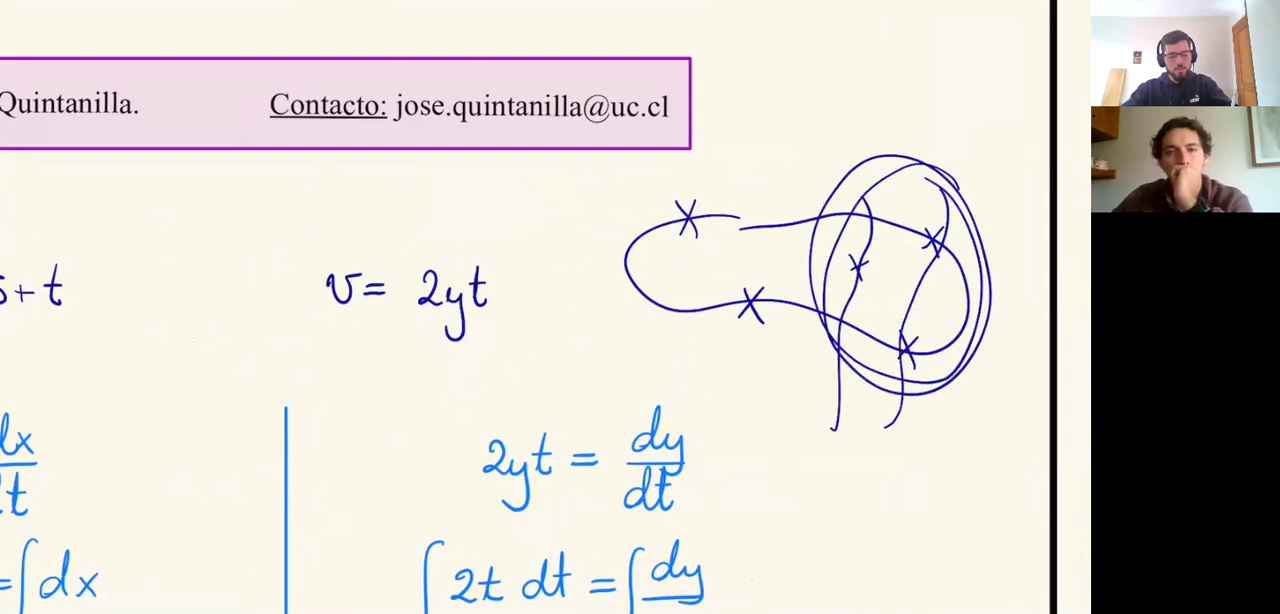 Quintanilla. Contacto: jose.quintanilla@uc.cl
+ t v = 2yt
2yt = dy/dt
= ∫ dx ∫ 2t dt = ∫ dy